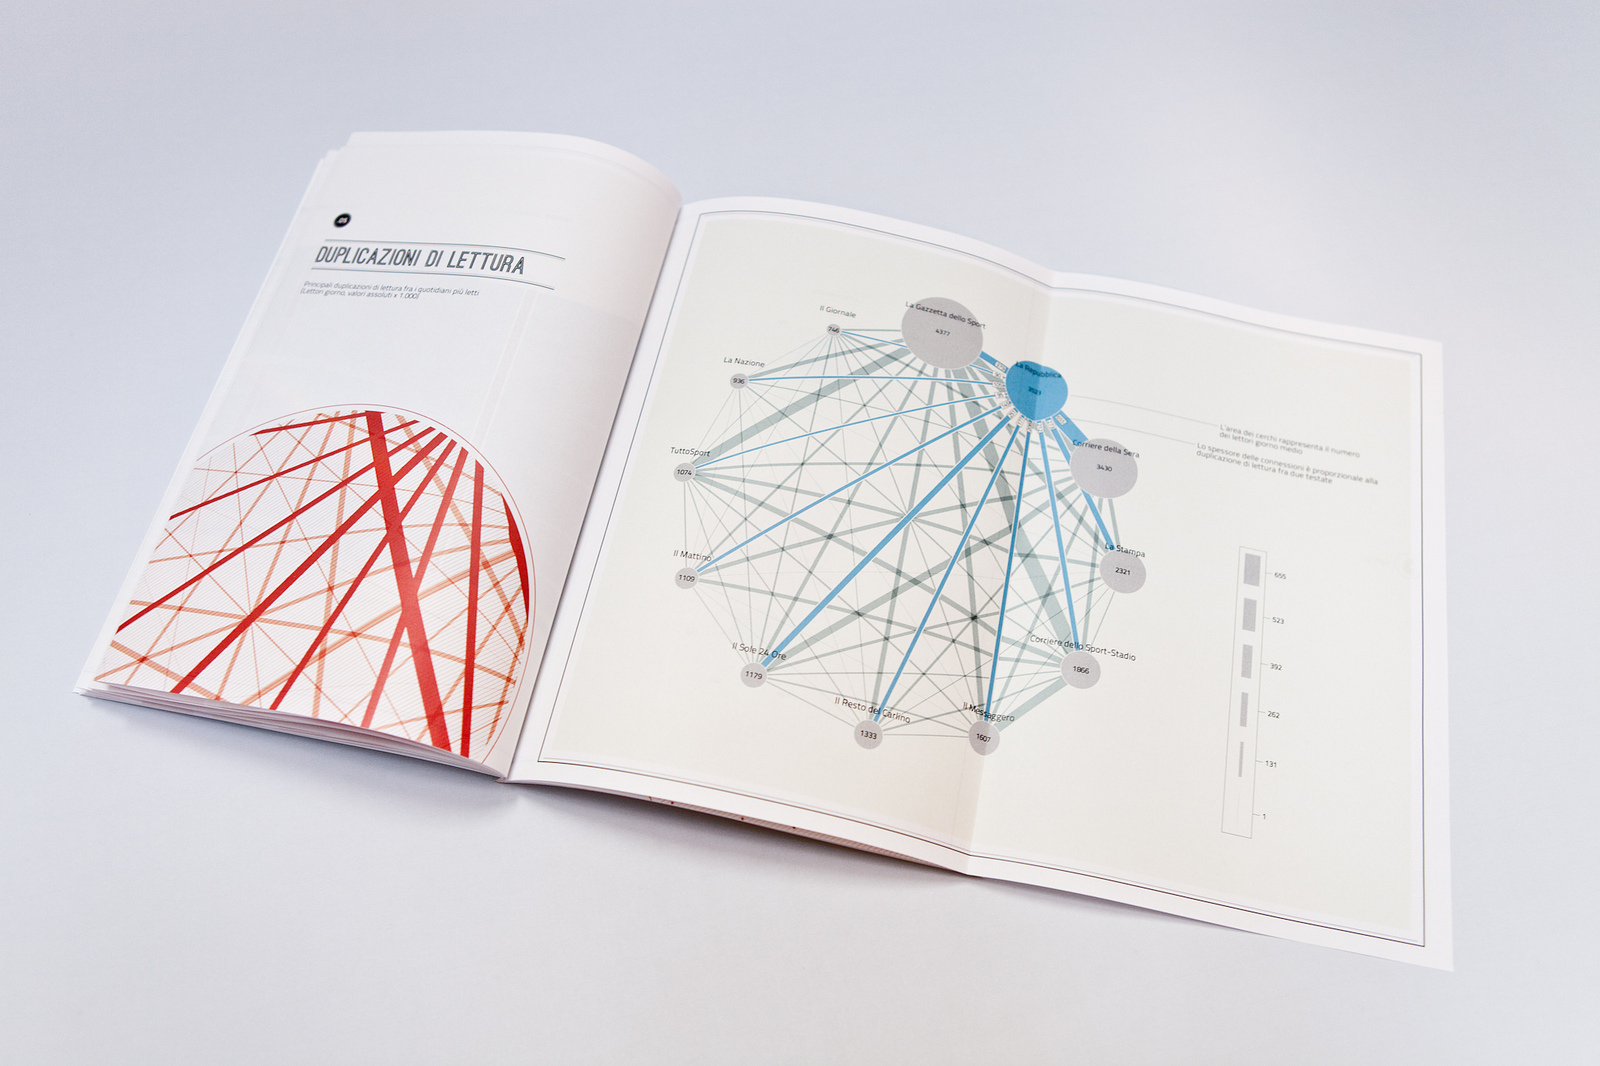 DUPLICAZIONI DI LETTURA
Principali duplicazioni di lettura fra i quotidiani più letti
(Lettori giorno, valori assoluti x 1.000)
La Gazzetta dello Sport
4377
Il Giornale
746
La Repubblica
La Nazione
936
Corriere della Sera
3430
TuttoSport
1074
La Stampa
2321
Il Mattino
1109
Corriere dello Sport-Stadio
1866
Il Sole 24 Ore
1179
Il Resto del Carlino
1333
Il Messaggero
1607
L'area dei cerchi rappresenta il numero
dei lettori giorno medio
Lo spessore delle connessioni è proporzionale alla
duplicazione di lettura fra due testate
655
523
392
262
131
1